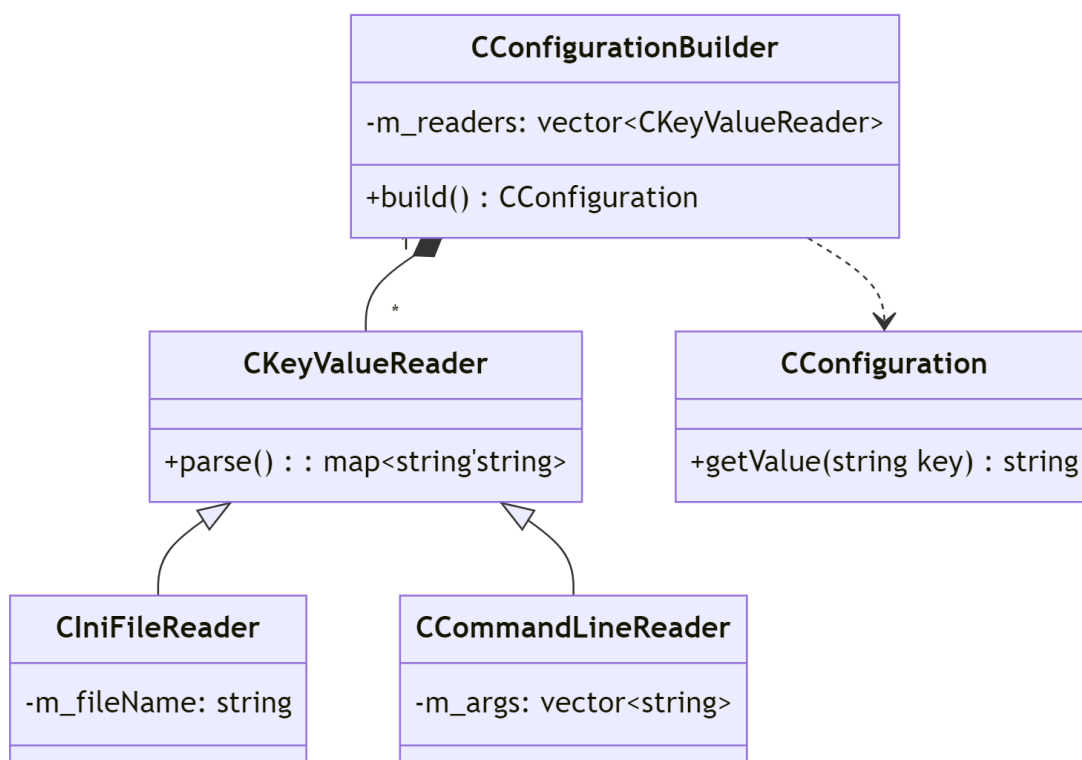 CConfigurationBuilder
-m_readers: vector<CKeyValueReader>
+build() : CConfiguration
*
CKeyValueReader
+parse() : : map<string'string>
CConfiguration
+getValue(string key) : string
CIniFileReader
-m_fileName: string
CCommandLineReader
-m_args: vector<string>